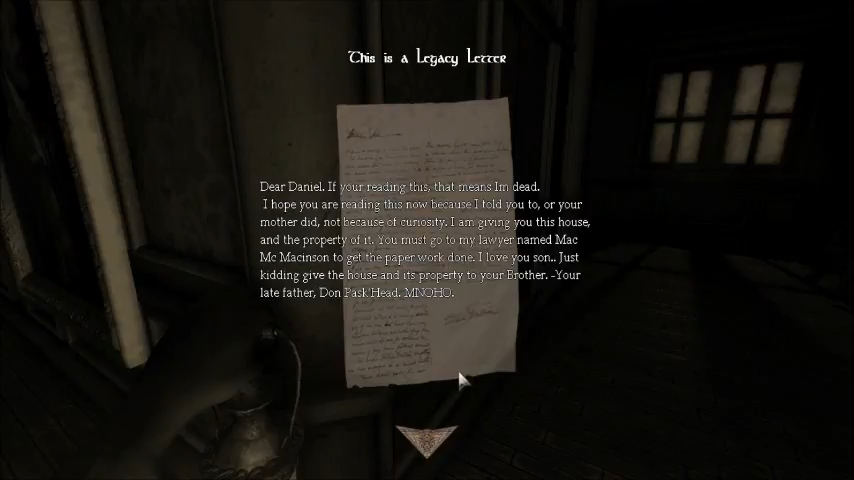 This is a Legacy Letter
Dear Daniel. If your reading this, that means Im dead.
I hope you are reading this now because I told you to, or your
mother did, not because of curiosity. I am giving you this house,
and the property of it. You must go to my lawyer named Mac
Mc Macinson to get the paper work done. I love you son.. Just
kidding give the house and its property to your Brother. -Your
late father, Don Pask'Head. MNOHO.